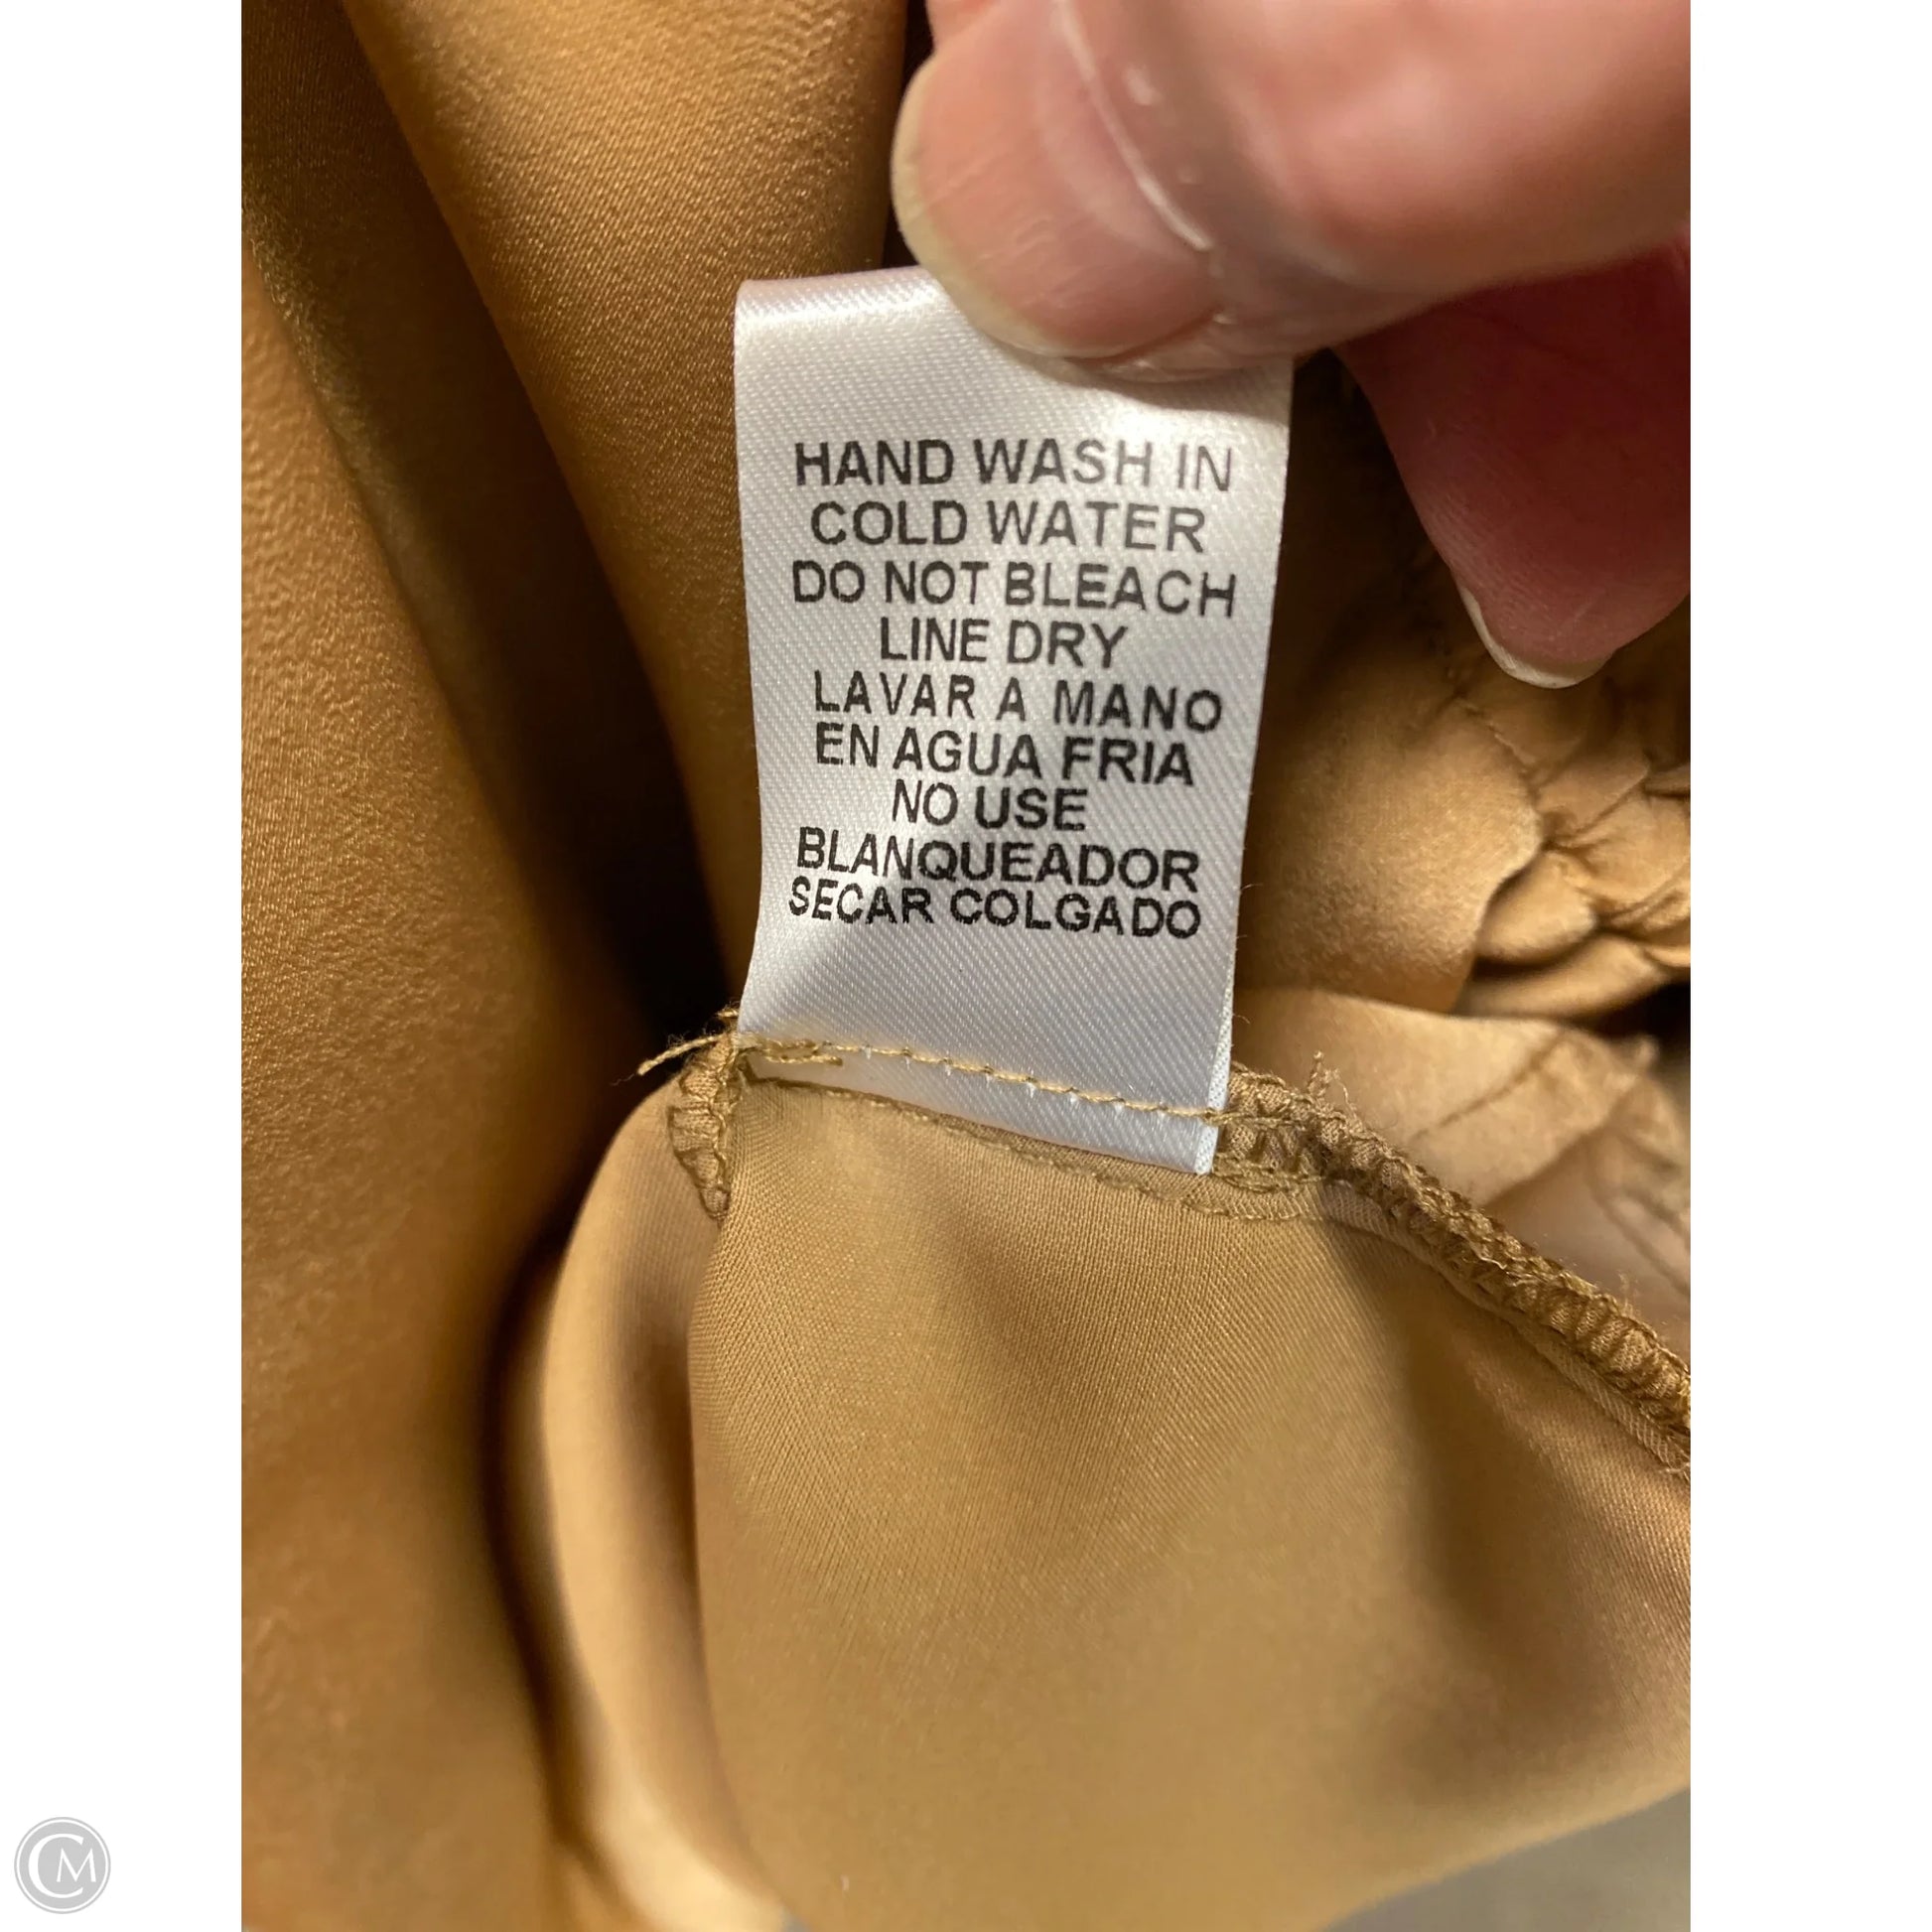 HAND WASH IN
COLD WATER
DO NOT BLEACH
LINE DRY
LAVAR A MANO
EN AGUA FRIA
NO USE
BLANQUEADOR
SECAR COLGADO
CM